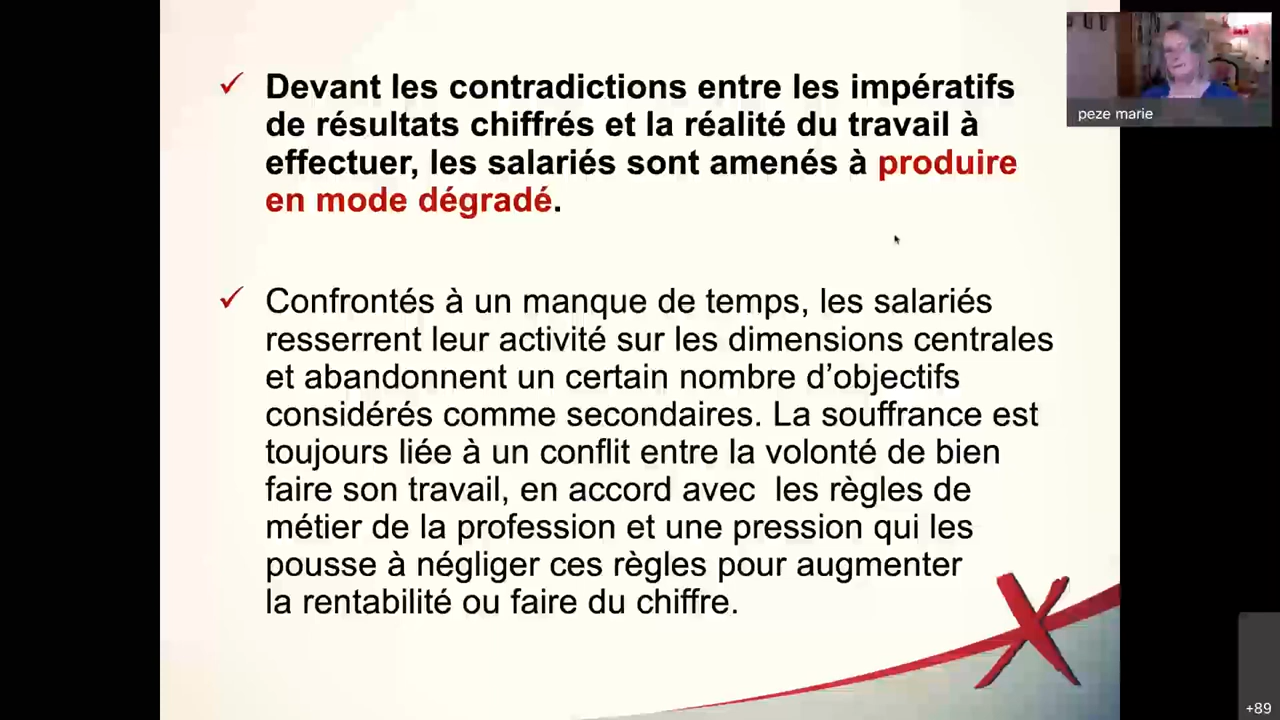 Devant les contradictions entre les impératifs
de résultats chiffrés et la réalité du travail à
effectuer, les salariés sont amenés à produire
en mode dégradé.
Confrontés à un manque de temps, les salariés
resserrent leur activité sur les dimensions centrales
et abandonnent un certain nombre d’objectifs
considérés comme secondaires. La souffrance est
toujours liée à un conflit entre la volonté de bien
faire son travail, en accord avec  les règles de
métier de la profession et une pression qui les
pousse à négliger ces règles pour augmenter
la rentabilité ou faire du chiffre.
peze marie
+89